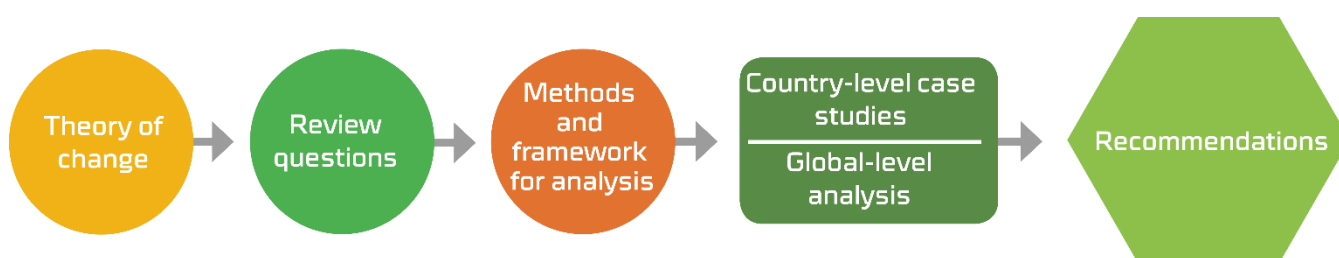 Theory of
change
Review
questions
Methods
and
framework
for analysis
Country-level case
studies
Global-level
analysis
Recommendations